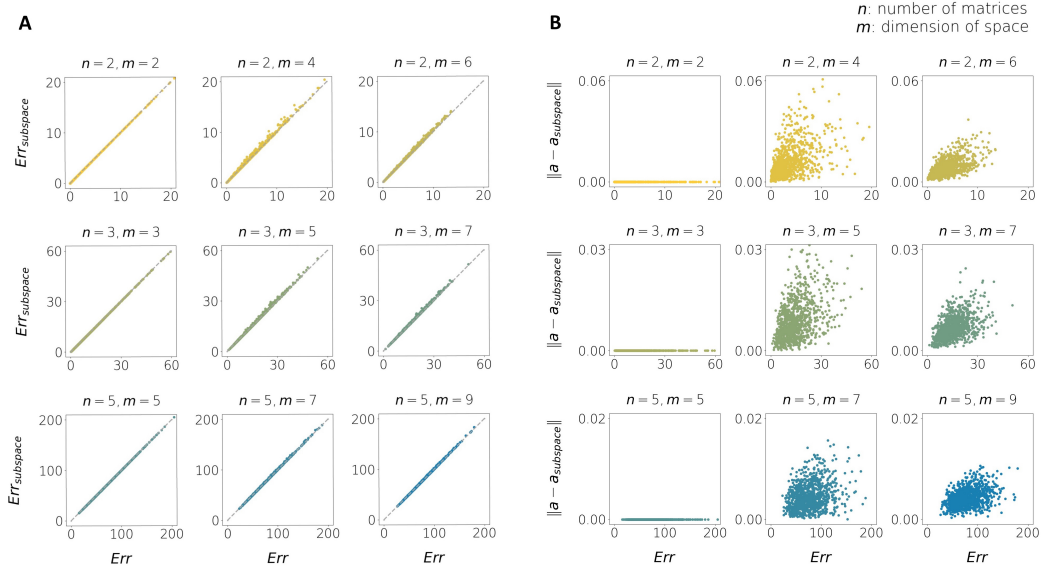 n: number of matrices
m: dimension of space
A
B
n = 2, m = 2
n = 2, m = 4
n = 2, m = 6
20
10
0
0
10
20
20
10
0
0
10
20
20
10
0
0
10
20
Err_subspace
n = 3, m = 3
n = 3, m = 5
n = 3, m = 7
60
30
0
0
30
60
60
30
0
0
30
60
60
30
0
0
30
60
Err_subspace
n = 5, m = 5
n = 5, m = 7
n = 5, m = 9
200
100
0
0
100
200
200
100
0
0
100
200
200
100
0
0
100
200
Err_subspace
Err
Err
Err
n = 2, m = 2
n = 2, m = 4
n = 2, m = 6
0.06
0.00
0
10
20
0.06
0.00
0
10
20
0.06
0.00
0
10
20
||a − a_subspace||
n = 3, m = 3
n = 3, m = 5
n = 3, m = 7
0.03
0.00
0
30
60
0.03
0.00
0
30
60
0.03
0.00
0
30
60
||a − a_subspace||
n = 5, m = 5
n = 5, m = 7
n = 5, m = 9
0.02
0.00
0
100
200
0.02
0.00
0
100
200
0.02
0.00
0
100
200
||a − a_subspace||
Err
Err
Err